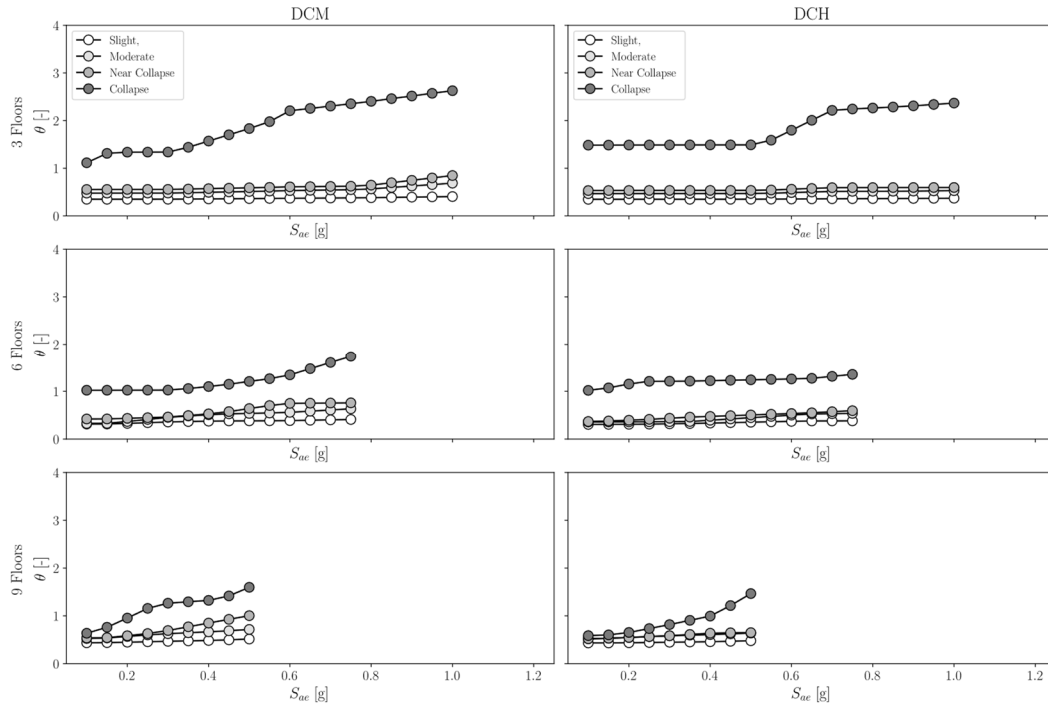 DCM
DCH
3 Floors
θ [-]
4
3
2
1
0
Slight,
Moderate
Near Collapse
Collapse
Slight,
Moderate
Near Collapse
Collapse
S_ae [g]
S_ae [g]
6 Floors
θ [-]
4
3
2
1
0
S_ae [g]
S_ae [g]
9 Floors
θ [-]
4
3
2
1
0
0.2 0.4 0.6 0.8 1.0 1.2
0.2 0.4 0.6 0.8 1.0 1.2
S_ae [g]
S_ae [g]